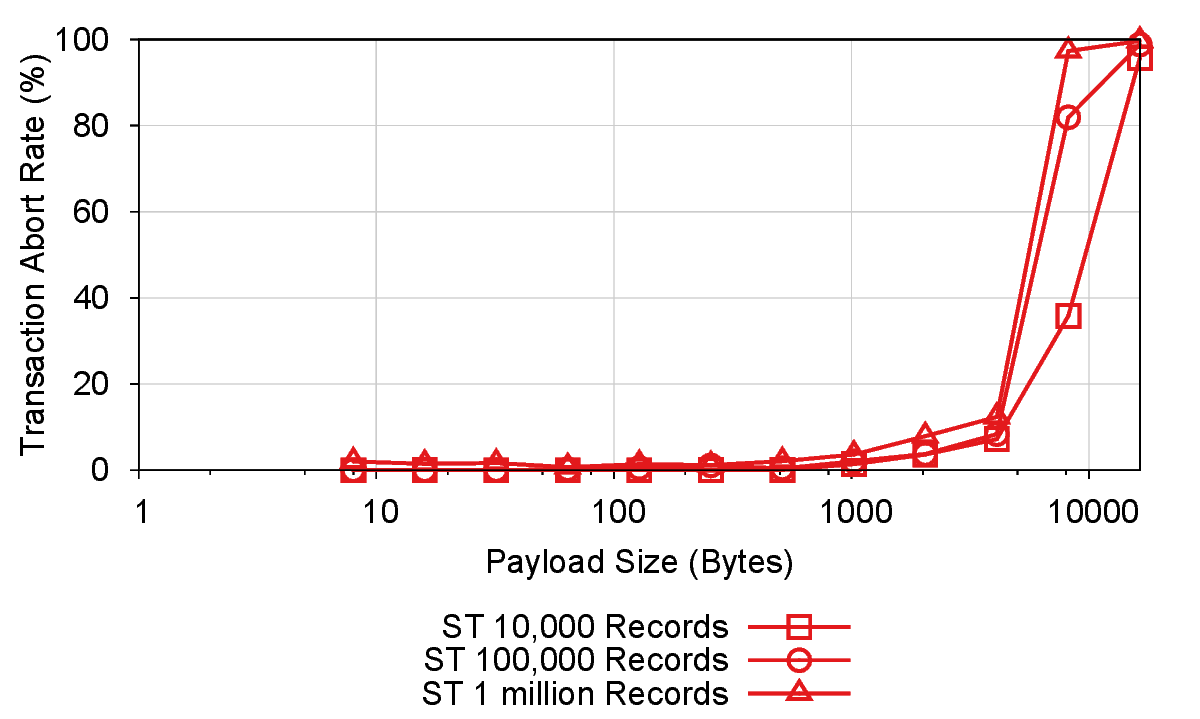 100
80
60
40
20
0
Transaction Abort Rate (%)
1 10 100 1000 10000
Payload Size (Bytes)
ST 10,000 Records
ST 100,000 Records
ST 1 million Records